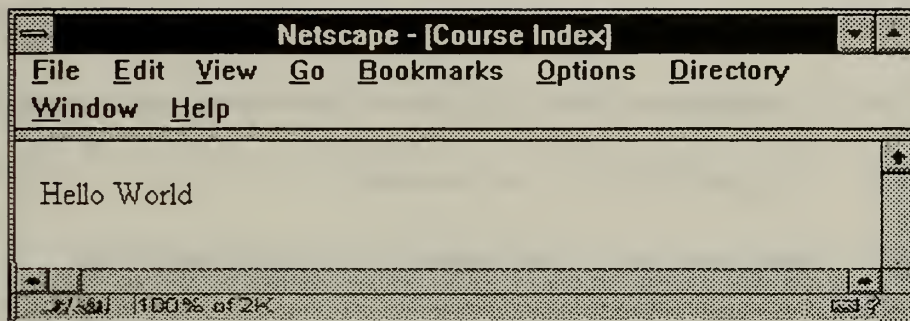 Netscape - [Course Index]
File Edit View Go Bookmarks Options Directory
Window Help
Hello World
100% of 2K
?